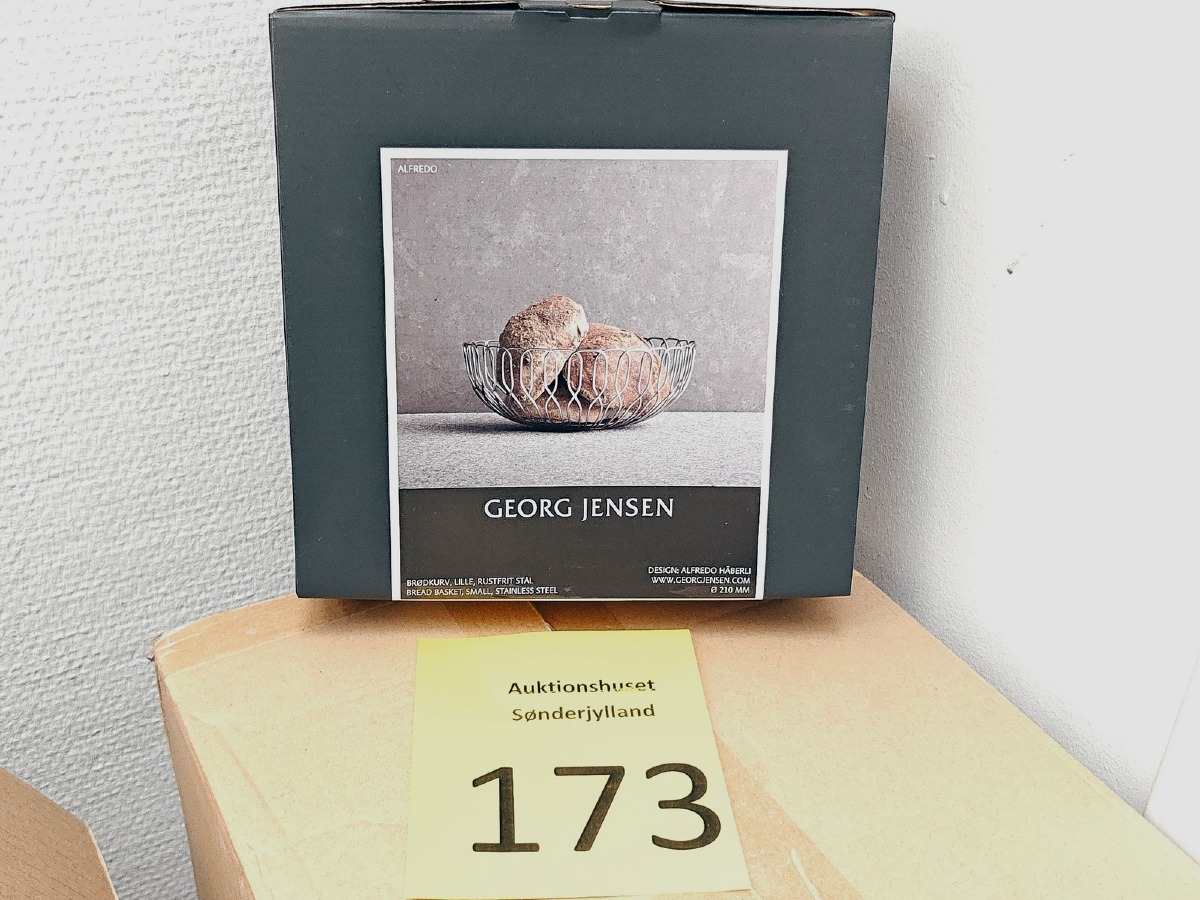 ALFREDO
GEORG JENSEN
BRØDKURV, LILLE, RUSTFRIT STÅL
BREAD BASKET, SMALL, STAINLESS STEEL
DESIGN: ALFREDO HÄBERLI
WWW.GEORGJENSEN.COM
Ø 210 MM
Auktionshuset
Sønderjylland
173